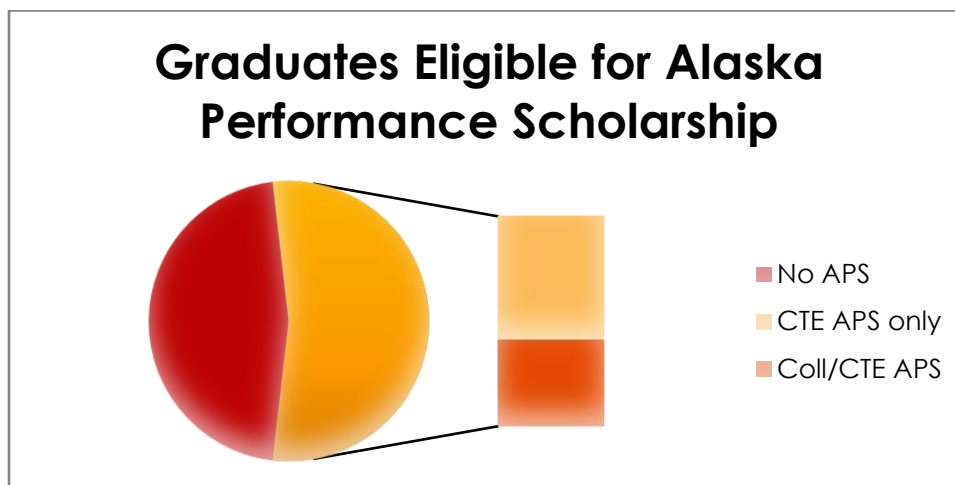 Graduates Eligible for Alaska
Performance Scholarship
No APS
CTE APS only
Coll/CTE APS